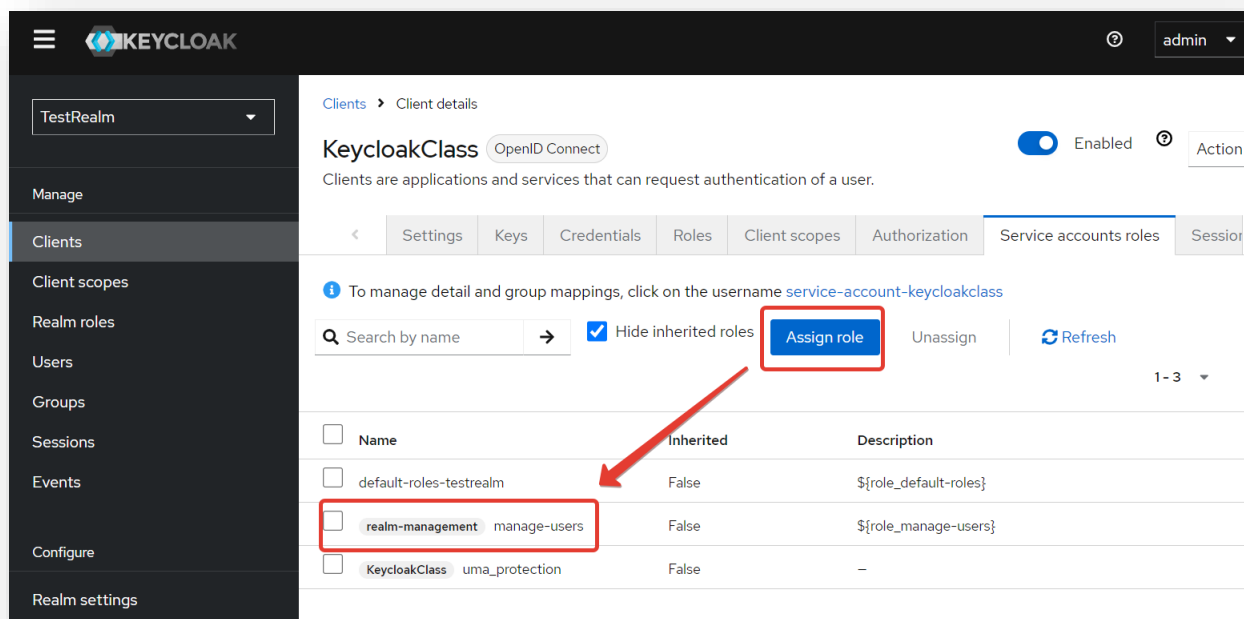 KEYCLOAK
admin
TestRealm
Manage
Clients
Client scopes
Realm roles
Users
Groups
Sessions
Events
Configure
Realm settings
Clients > Client details
KeycloakClass OpenID Connect
Enabled
Action
Clients are applications and services that can request authentication of a user.
Settings Keys Credentials Roles Client scopes Authorization Service accounts roles Session
To manage detail and group mappings, click on the username service-account-keycloakclass
Search by name Hide inherited roles Assign role Unassign Refresh
1 - 3
Name Inherited Description
default-roles-testrealm False ${role_default-roles}
realm-management manage-users False ${role_manage-users}
KeycloakClass uma_protection False –